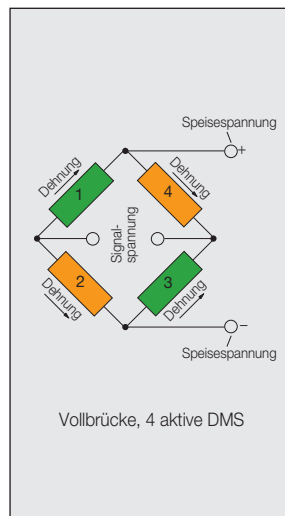 Speisespannung
+
Dehnung
1
Dehnung
4
Signal-
spannung
2
Dehnung
3
Dehnung
−
Speisespannung
Vollbrücke, 4 aktive DMS